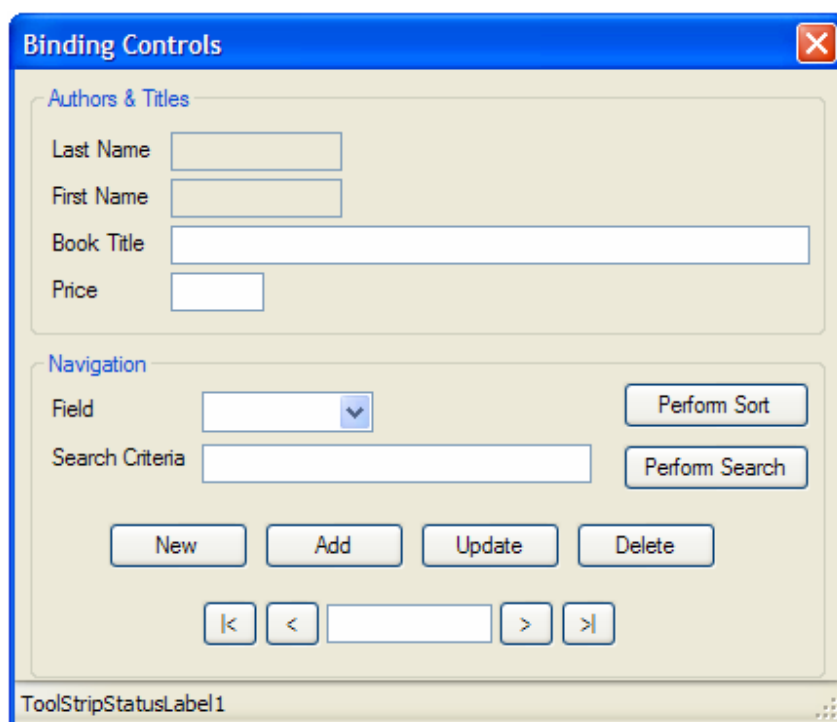 Binding Controls
Authors & Titles
Last Name
First Name
Book Title
Price
Navigation
Field
Perform Sort
Search Criteria
Perform Search
New Add Update Delete
|< < > >|
ToolStripStatusLabel1